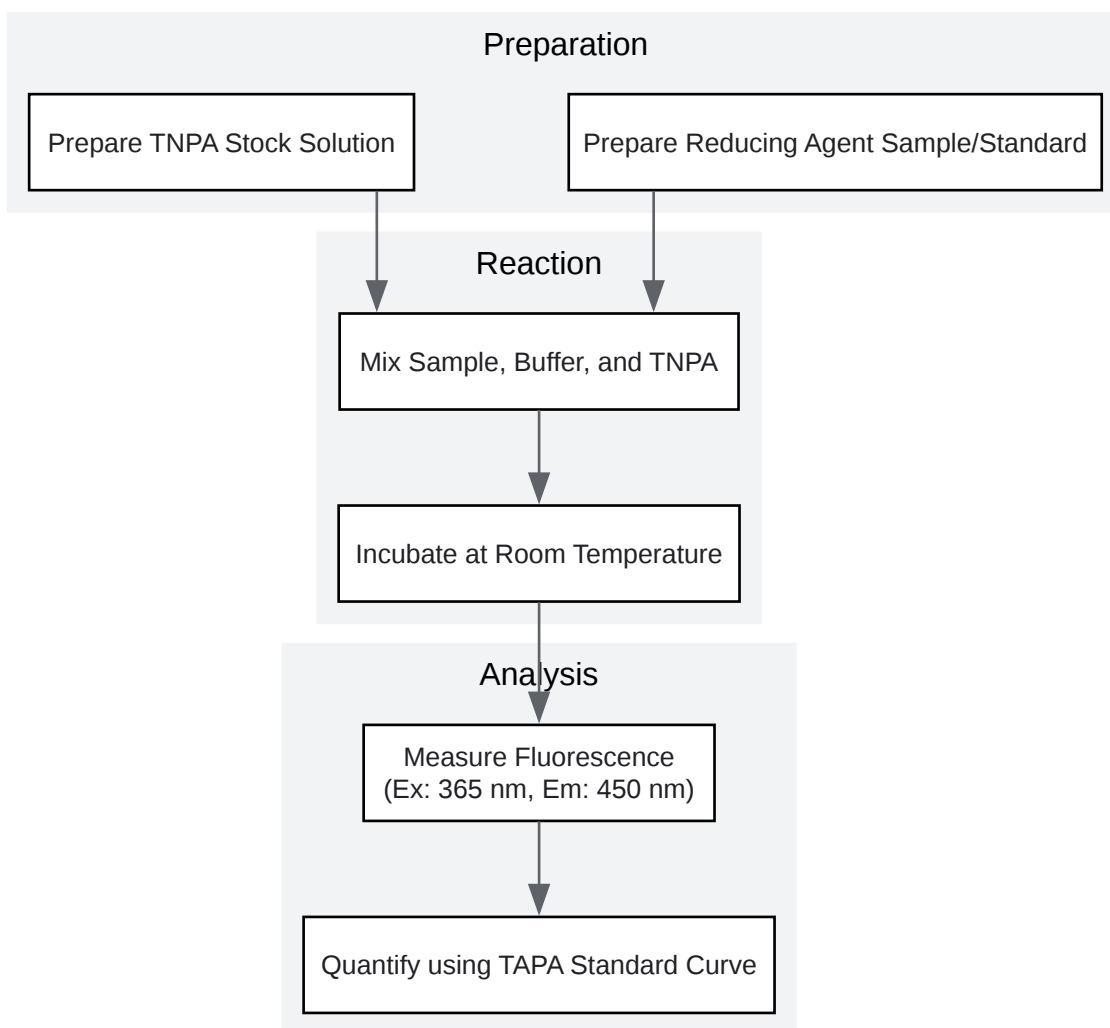 Preparation
Prepare TNPA Stock Solution
Prepare Reducing Agent Sample/Standard
Reaction
Mix Sample, Buffer, and TNPA
Incubate at Room Temperature
Analysis
Measure Fluorescence
(Ex: 365 nm, Em: 450 nm)
Quantify using TAPA Standard Curve